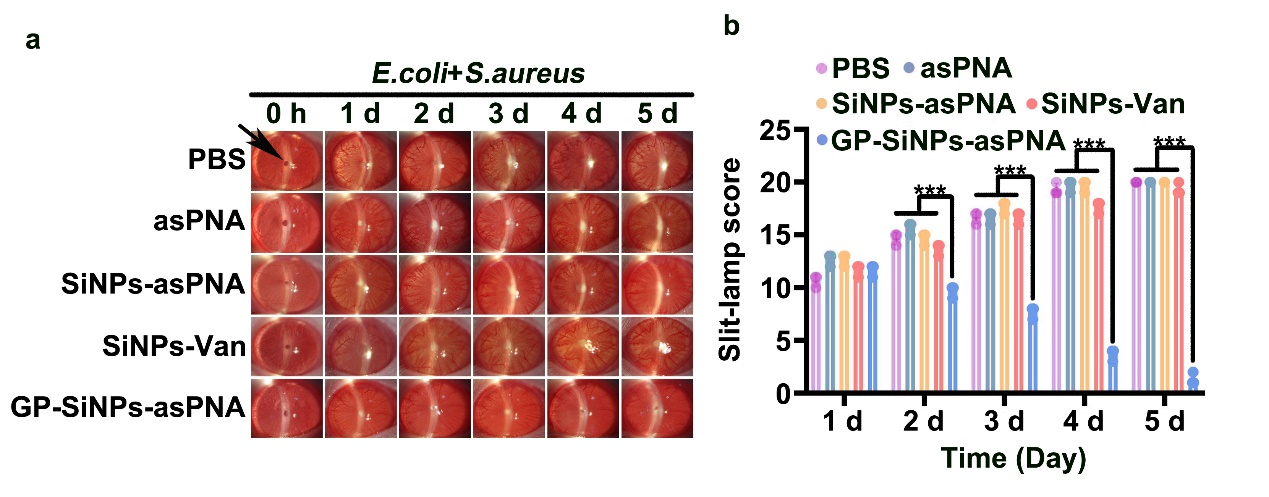 a
E.coli+S.aureus
0 h 1 d 2 d 3 d 4 d 5 d
PBS
asPNA
SiNPs-asPNA
SiNPs-Van
GP-SiNPs-asPNA
b
PBS asPNA
SiNPs-asPNA SiNPs-Van
GP-SiNPs-asPNA
*** *** *** ***
Slit-lamp score
25
20
15
10
5
0
1 d 2 d 3 d 4 d 5 d
Time (Day)